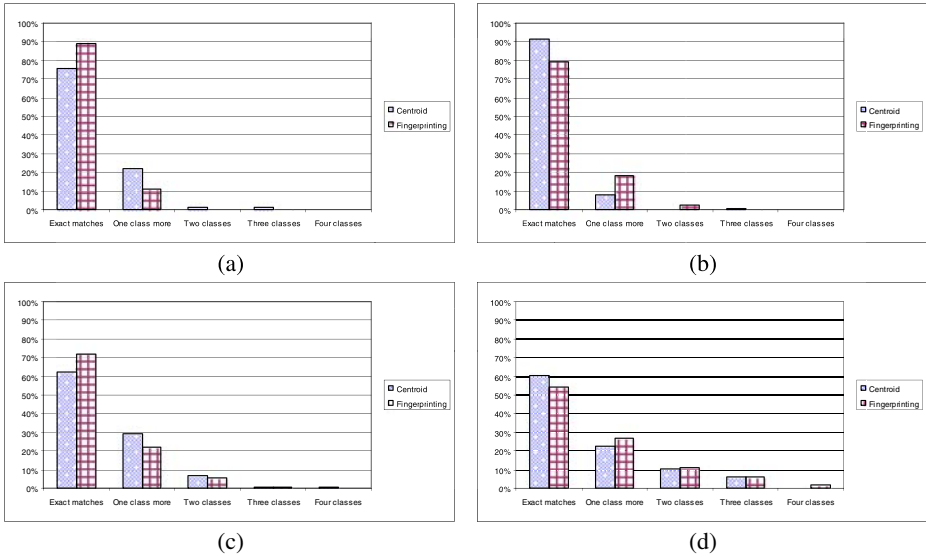 100%
90%
80%
70%
60%
50%
40%
30%
20%
10%
0%
Exact matches One class more Two classes Three classes Four classes
Centroid
Fingerprinting
(a)
100%
90%
80%
70%
60%
50%
40%
30%
20%
10%
0%
Exact matches One class more Two classes Three classes Four classes
Centroid
Fingerprinting
(b)
100%
90%
80%
70%
60%
50%
40%
30%
20%
10%
0%
Exact matches One class more Two classes Three classes Four classes
Centroid
Fingerprinting
(c)
100%
90%
80%
70%
60%
50%
40%
30%
20%
10%
0%
Exact matches One class more Two classes Three classes Four classes
Centroid
Fingerprinting
(d)